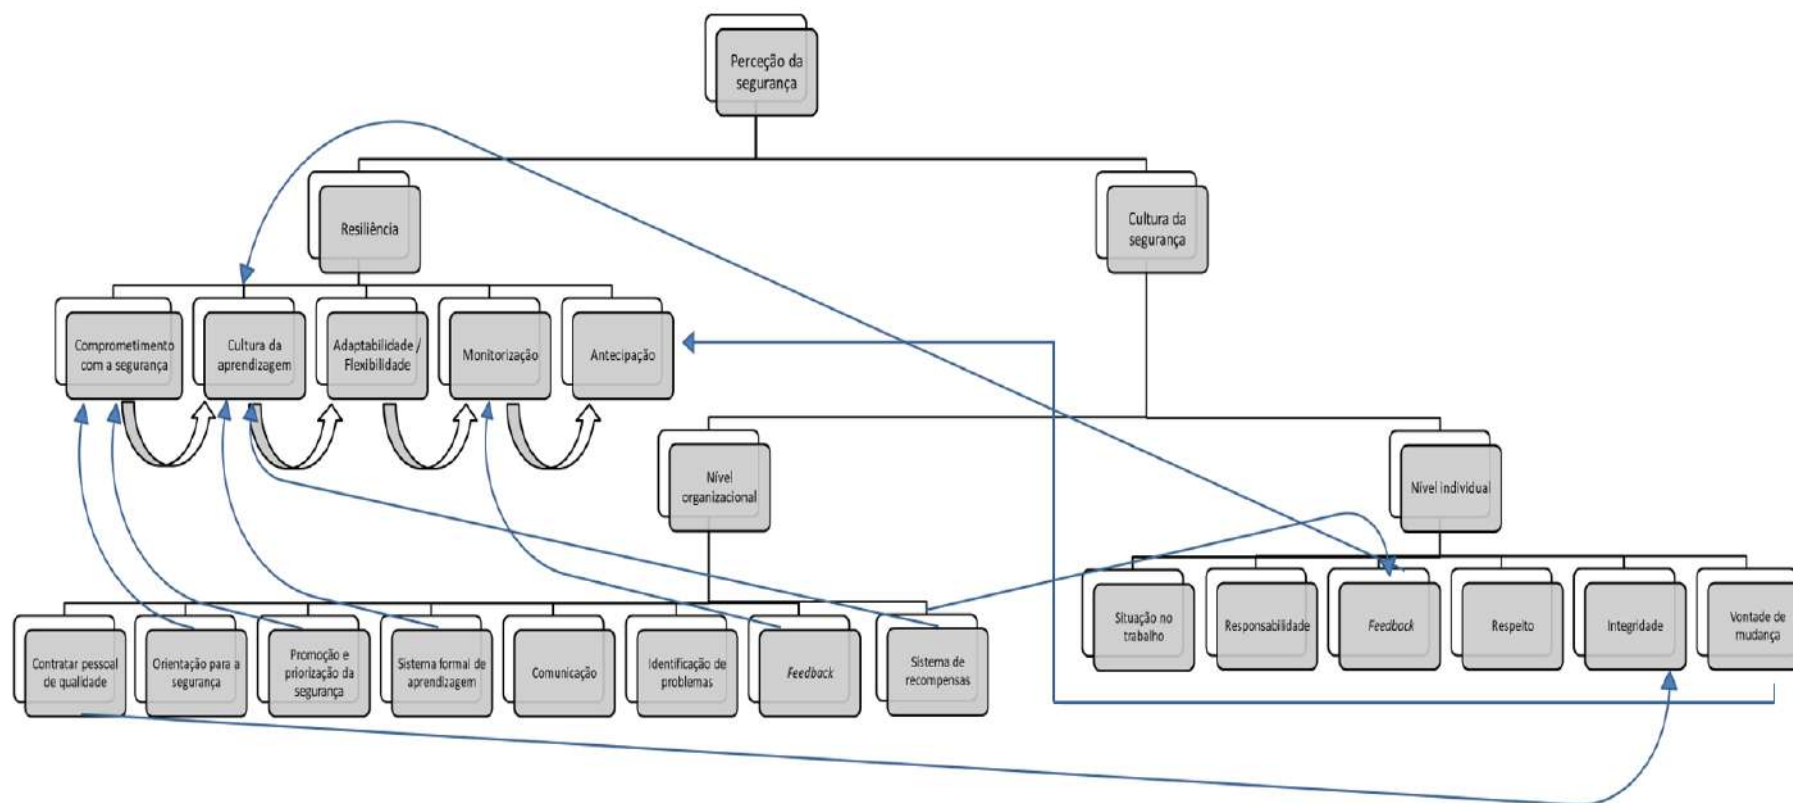 Perceção da
segurança
Resiliência
Cultura da
segurança
Comprometimento
com a segurança
Cultura da
aprendizagem
Adaptabilidade /
Flexibilidade
Monitorização
Antecipação
Nível
organizacional
Nível individual
Contratar pessoal
de qualidade
Orientação para a
segurança
Promoção e
priorização da
segurança
Sistema formal de
aprendizagem
Comunicação
Identificação de
problemas
Feedback
Sistema de
recompensas
Situação no
trabalho
Responsabilidade
Feedback
Respeito
Integridade
Vontade de
mudança